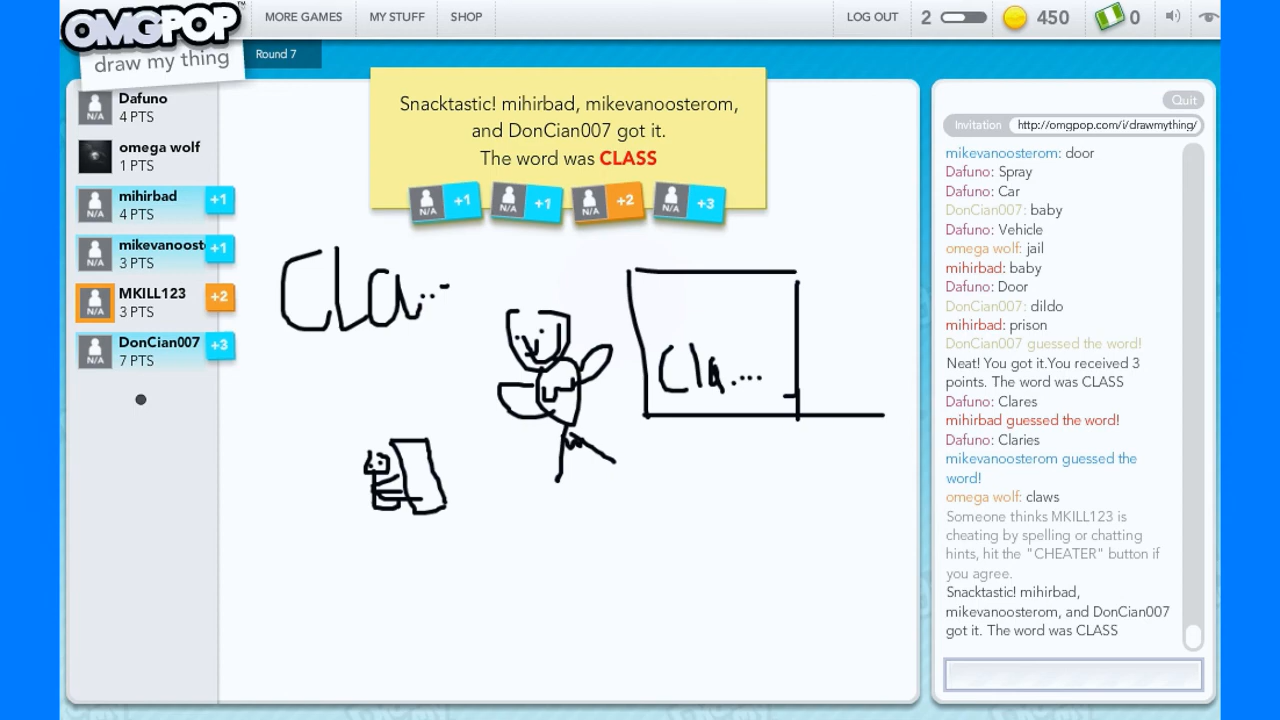 OMGPOP™
draw my thing
MORE GAMES
MY STUFF
SHOP
LOG OUT
2
450
0
Round 7
Dafuno
4 PTS
omega wolf
1 PTS
N/A
mihirbad
4 PTS
+1
N/A
mikevanoost
3 PTS
+1
N/A
MKILL123
3 PTS
+2
N/A
DonCian007
7 PTS
+3
N/A
Snacktastic! mihirbad, mikevanoosterom,
and DonCian007 got it.
The word was CLASS
N/A +1
N/A +1
N/A +2
N/A +3
Cla...
Cla....
Quit
Invitation http://omgpop.com/i/drawmything/
mikevanoosterom: door
Dafuno: Spray
Dafuno: Car
DonCian007: baby
Dafuno: Vehicle
omega wolf: jail
mihirbad: baby
Dafuno: Door
DonCian007: dildo
mihirbad: prison
DonCian007 guessed the word!
Neat! You got it.You received 3
points. The word was CLASS
Dafuno: Clares
mihirbad guessed the word!
Dafuno: Claries
mikevanoosterom guessed the
word!
omega wolf: claws
Someone thinks MKILL123 is
cheating by spelling or chatting
hints, hit the "CHEATER" button if
you agree.
Snacktastic! mihirbad,
mikevanoosterom, and DonCian007
got it. The word was CLASS